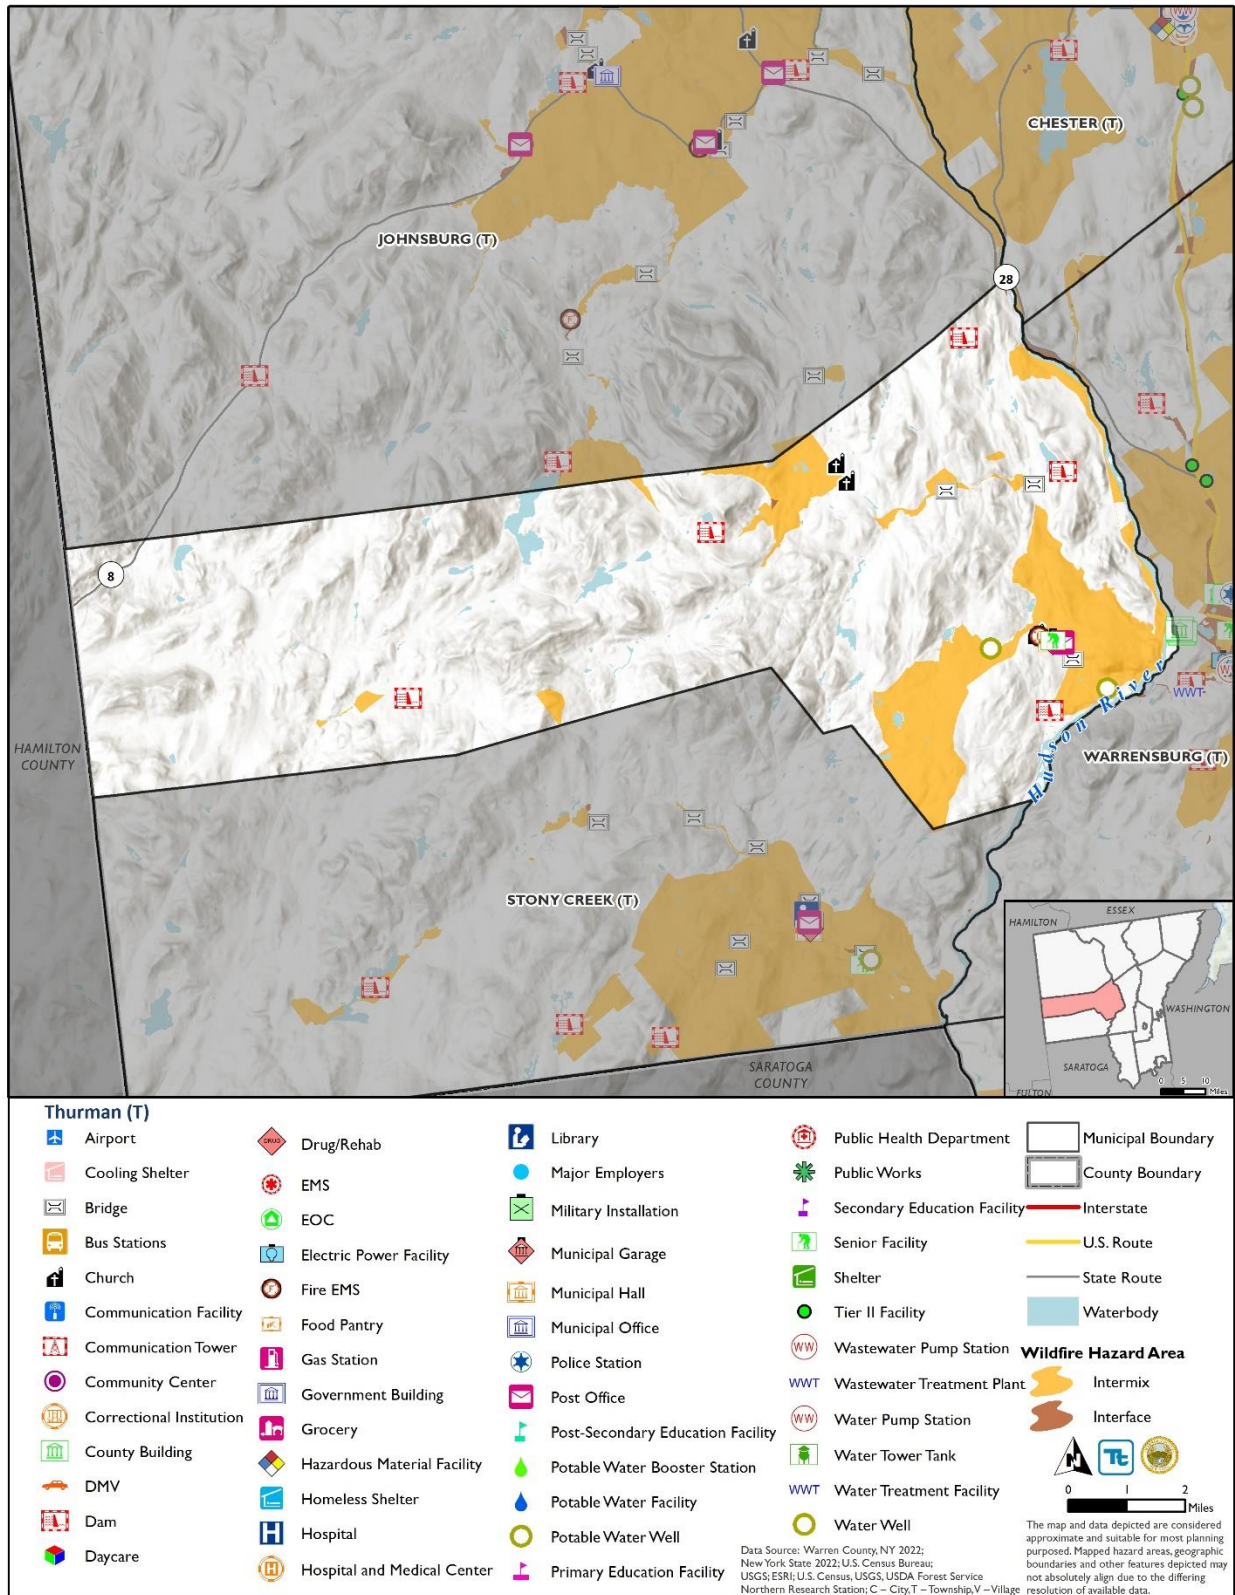 CHESTER (T)
JOHNSBURG (T)
28
8
HAMILTON
COUNTY
Hudson River
WARRENSBURG (T)
WWT
STONY CREEK (T)
SARATOGA
COUNTY
HAMILTON
ESSEX
WASHINGTON
SARATOGA
FULTON
0 5 10
Miles
Thurman (T)
Airport
Cooling Shelter
Bridge
Bus Stations
Church
Communication Facility
Communication Tower
Community Center
Correctional Institution
County Building
DMV
Dam
Daycare
DRUG
Drug/Rehab
EMS
EOC
Electric Power Facility
F
Fire EMS
Food Pantry
Gas Station
Government Building
Grocery
Hazardous Material Facility
Homeless Shelter
H
Hospital
H
Hospital and Medical Center
Library
Major Employers
Military Installation
Municipal Garage
Municipal Hall
Municipal Office
Police Station
Post Office
Post-Secondary Education Facility
Potable Water Booster Station
Potable Water Facility
Potable Water Well
Primary Education Facility
Public Health Department
Public Works
Secondary Education Facility
Senior Facility
Shelter
Tier II Facility
WW
Wastewater Pump Station
WWT
Wastewater Treatment Plant
WW
Water Pump Station
Water Tower Tank
WWT
Water Treatment Facility
Water Well
Municipal Boundary
County Boundary
Interstate
U.S. Route
State Route
Waterbody
Wildfire Hazard Area
Intermix
Interface
N
Tt
0 1 2
Miles
Data Source: Warren County, NY 2022;
New York State 2022; U.S. Census Bureau;
USGS; ESRI; U.S. Census, USGS, USDA Forest Service
Northern Research Station; C – City, T – Township, V – Village
The map and data depicted are considered
approximate and suitable for most planning
purposed. Mapped hazard areas, geographic
boundaries and other features depicted may
not absolutely align due to the differing
resolution of available data.